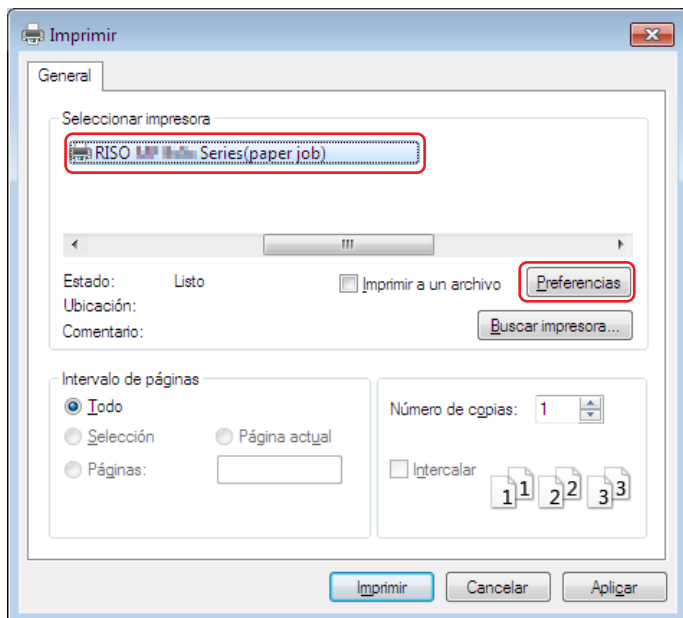 Imprimir
General
Seleccionar impresora
RISO Series(paper job)
Estado: Listo
Imprimir a un archivo
Preferencias
Ubicación:
Comentario:
Buscar impresora...
Intervalo de páginas
Todo
Selección
Página actual
Páginas:
Número de copias: 1
Intercalar
1 1 2 2 3 3
Imprimir
Cancelar
Aplicar